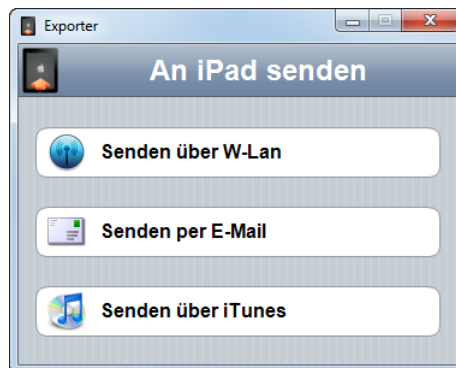 Exporter
An iPad senden
Senden über W-Lan
Senden per E-Mail
Senden über iTunes